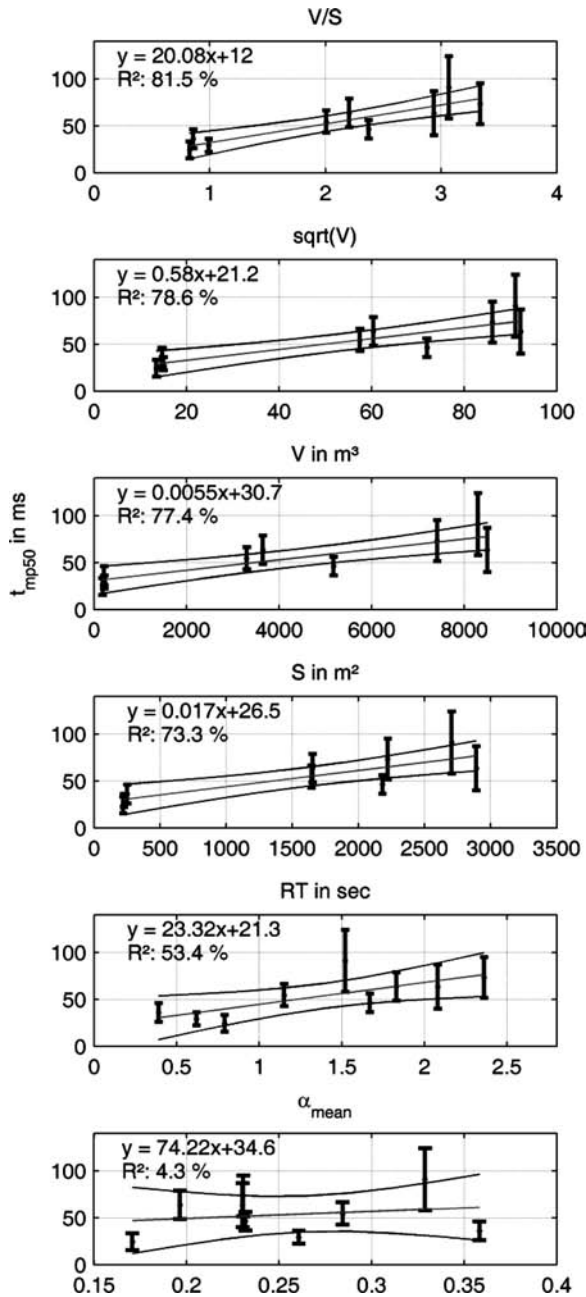 V/S
y = 20.08x+12
R²: 81.5 %
100
50
0
0 1 2 3 4
sqrt(V)
y = 0.58x+21.2
R²: 78.6 %
100
50
0
0 20 40 60 80 100
V in m³
y = 0.0055x+30.7
R²: 77.4 %
100
50
0
0 2000 4000 6000 8000 10000
t_mp50 in ms
S in m²
y = 0.017x+26.5
R²: 73.3 %
100
50
0
0 500 1000 1500 2000 2500 3000 3500
RT in sec
y = 23.32x+21.3
R²: 53.4 %
100
50
0
0 0.5 1 1.5 2 2.5
α_mean
y = 74.22x+34.6
R²: 4.3 %
100
50
0
0.15 0.2 0.25 0.3 0.35 0.4